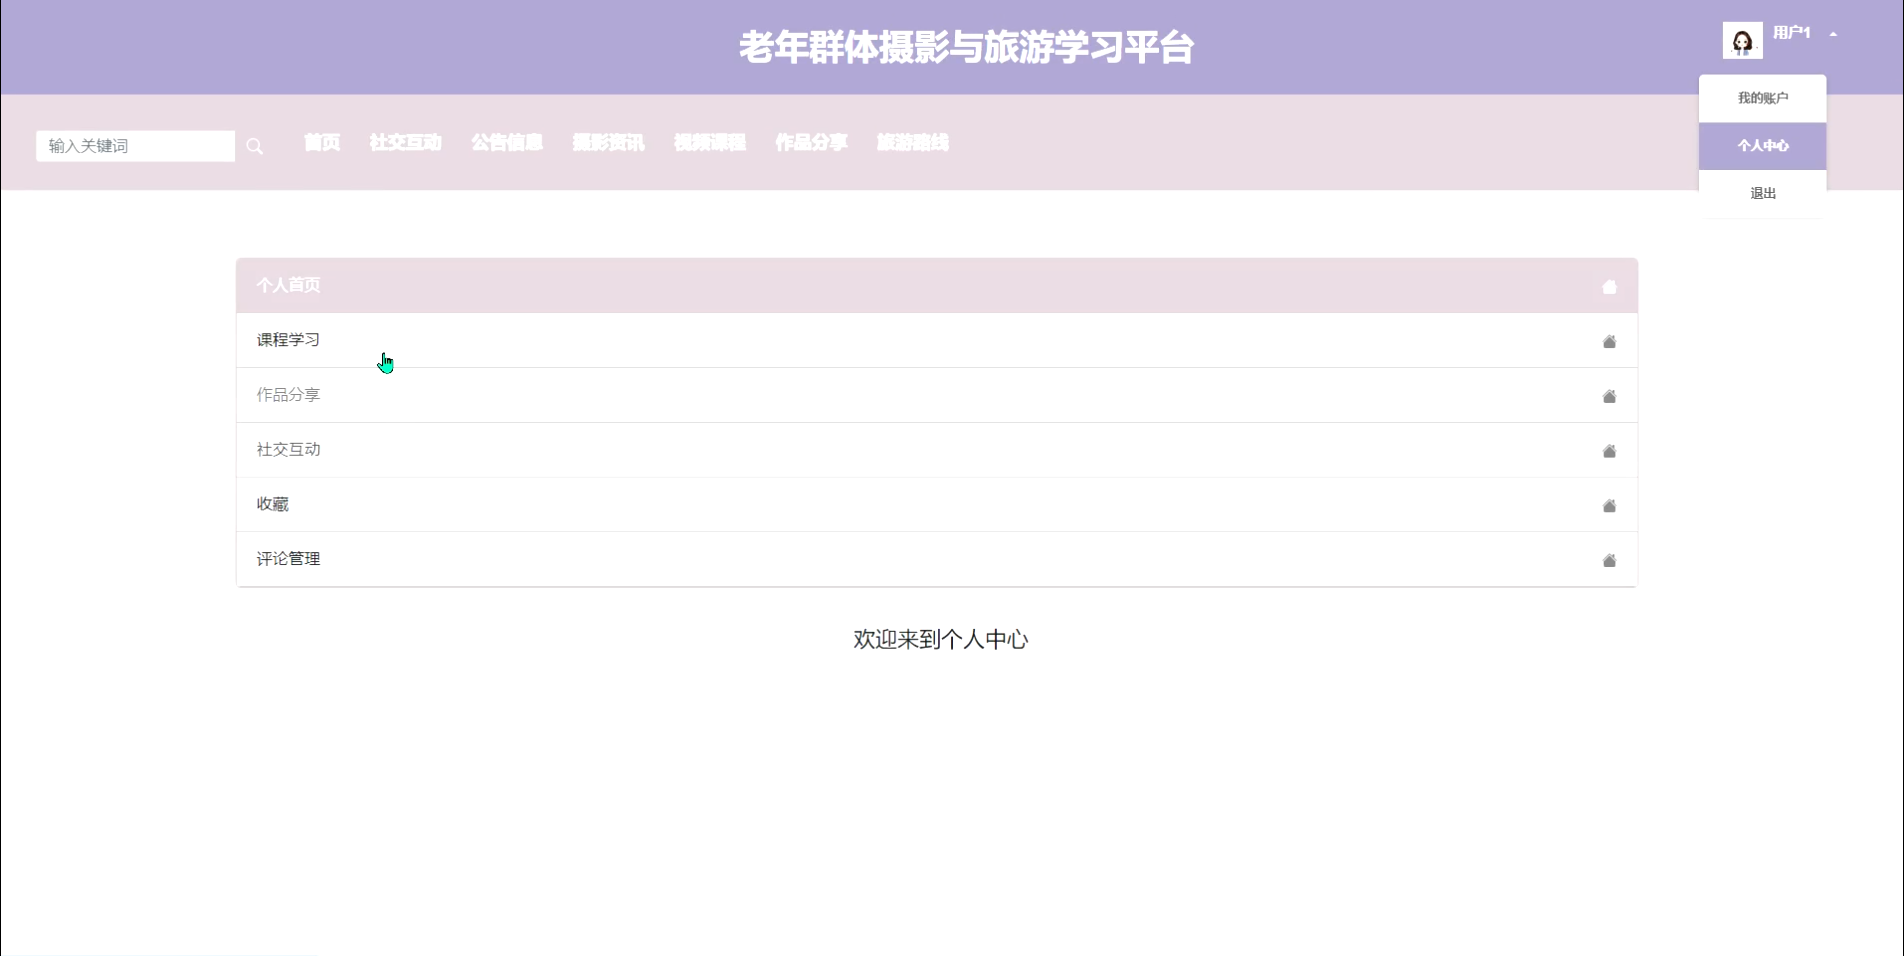 老年群体摄影与旅游学习平台
用户1
我的账户
个人中心
退出
输入关键词
首页 社交互动 公告信息 摄影资讯 视频课程 作品分享 旅游路线
个人首页
课程学习
作品分享
社交互动
收藏
评论管理
欢迎来到个人中心